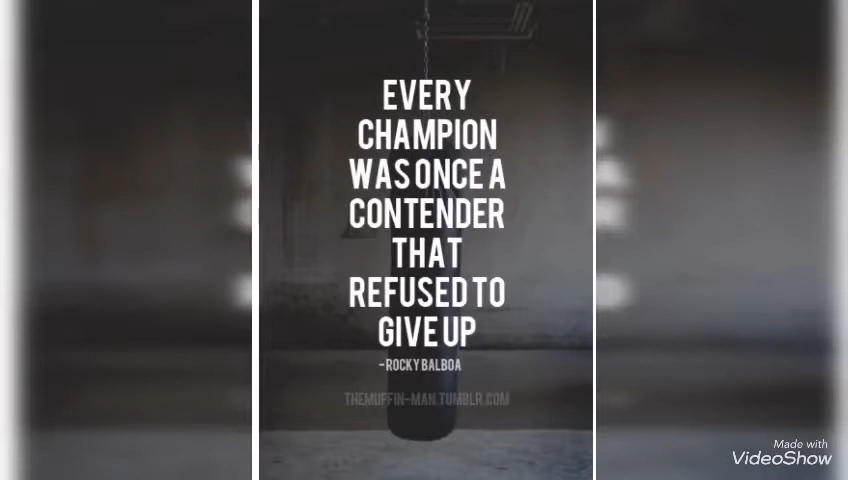 EVERY
CHAMPION
WAS ONCE A
CONTENDER
THAT
REFUSED TO
GIVE UP
-ROCKY BALBOA
THEMUFFIN-MAN.TUMBLR.COM
Made with
VideoShow